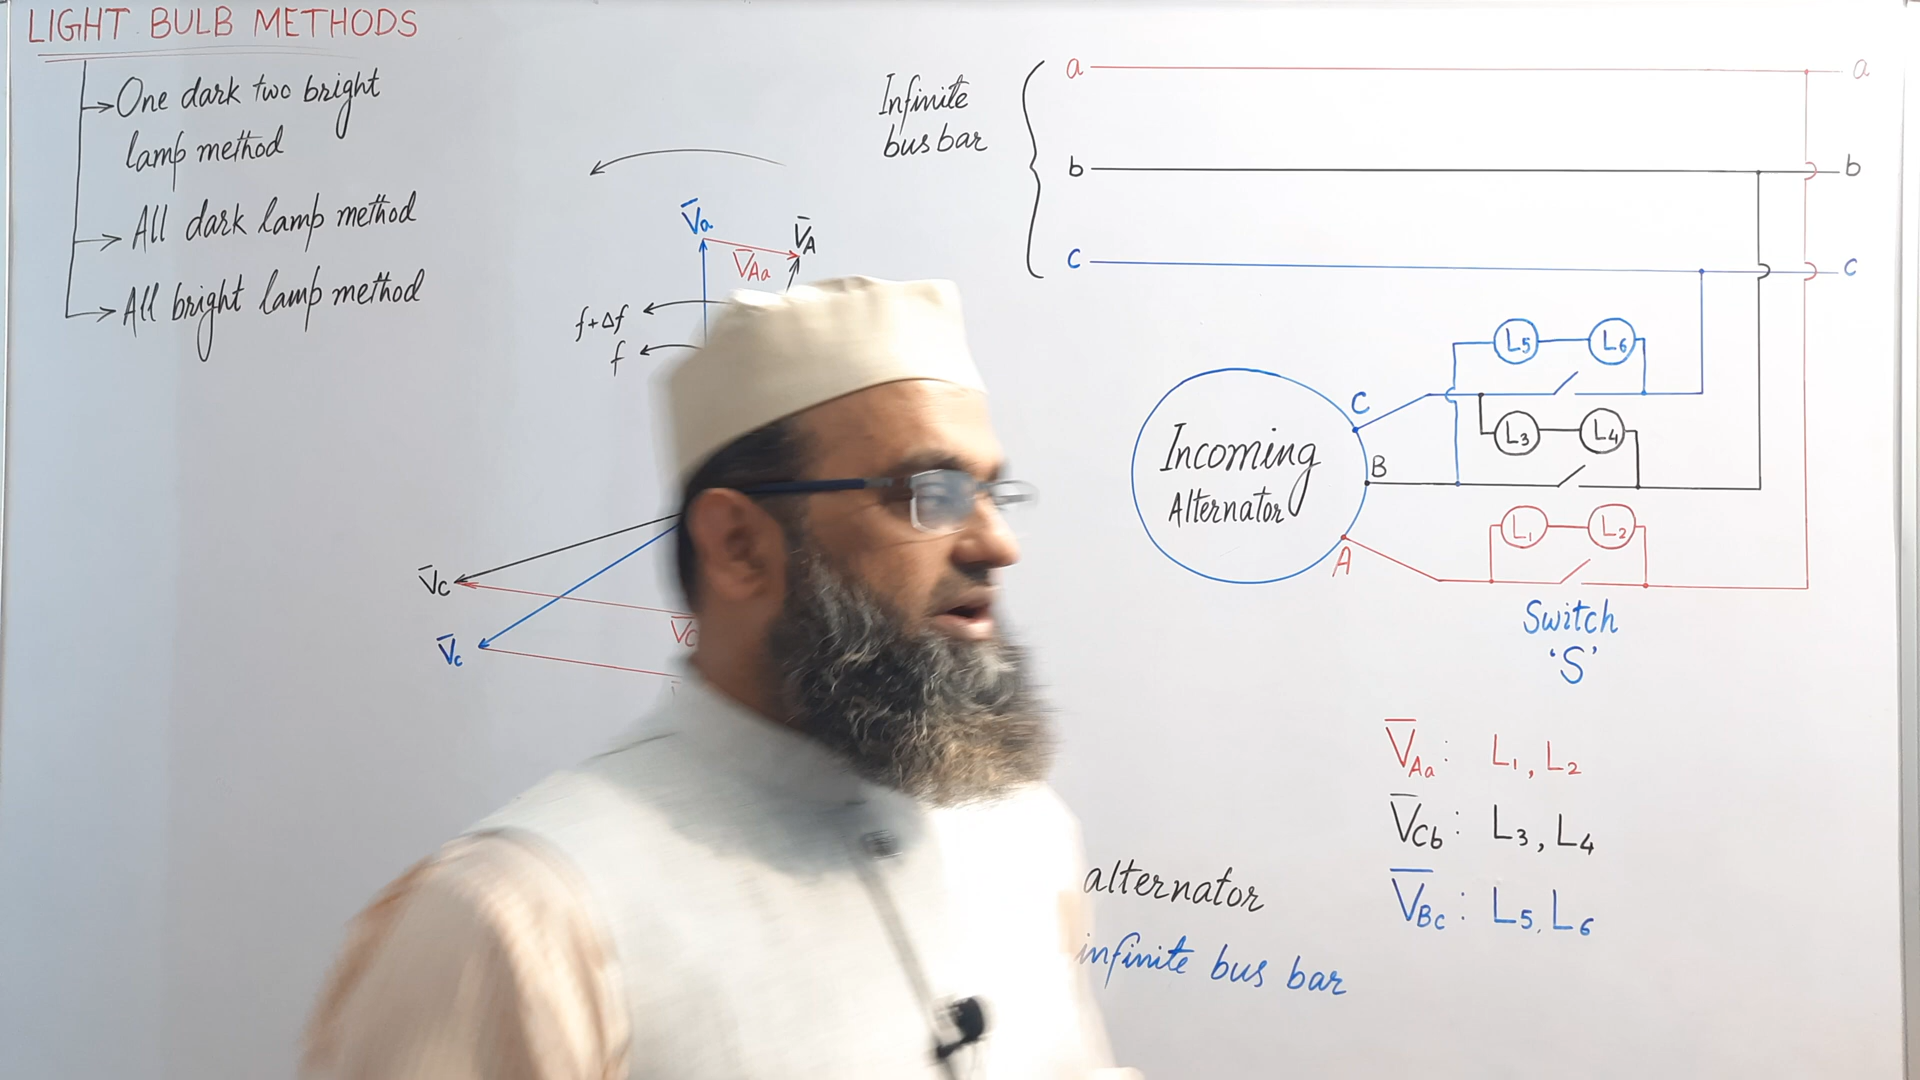 LIGHT BULB METHODS
One dark two bright
lamp method
All dark lamp method
All bright lamp method
V̅a
V̅A
V̅Aa
f+Δf
f
V̅C
V̅c
Infinite
bus bar
a
a
b
b
c
c
L5
L6
C
L3
L4
B
Incoming
Alternator
L1
L2
A
Switch
'S'
V̅Aa : L1, L2
V̅Cb : L3, L4
V̅Bc : L5, L6
alternator
infinite bus bar